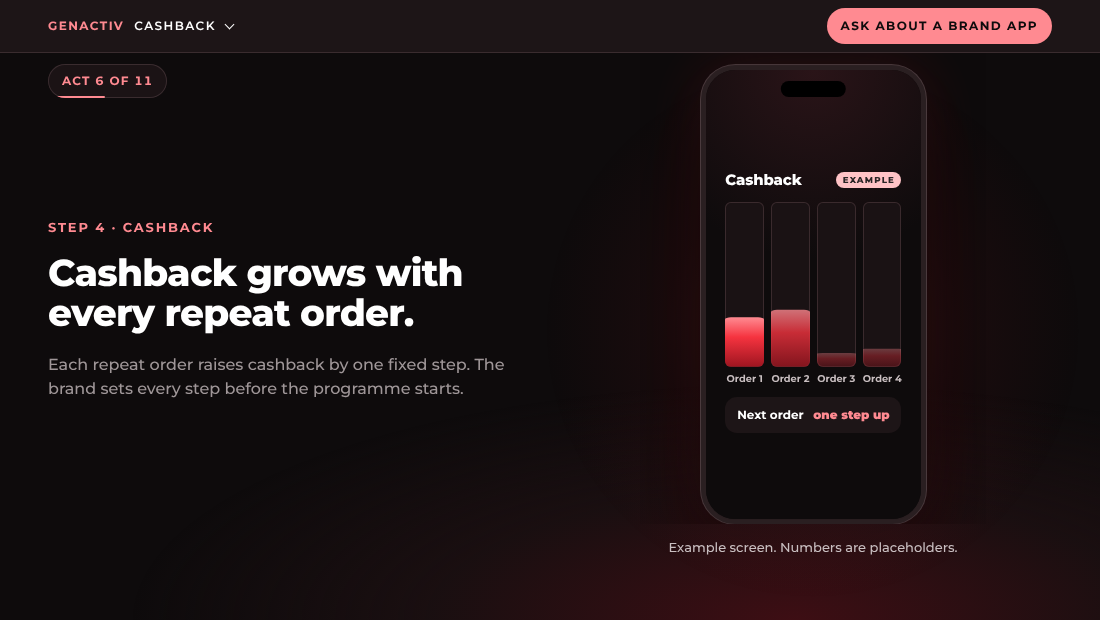 GENACTIV CASHBACK
ASK ABOUT A BRAND APP
ACT 6 OF 11
STEP 4 · CASHBACK
Cashback grows with
every repeat order.
Each repeat order raises cashback by one fixed step. The
brand sets every step before the programme starts.
Cashback
EXAMPLE
Order 1 Order 2 Order 3 Order 4
Next order one step up
Example screen. Numbers are placeholders.